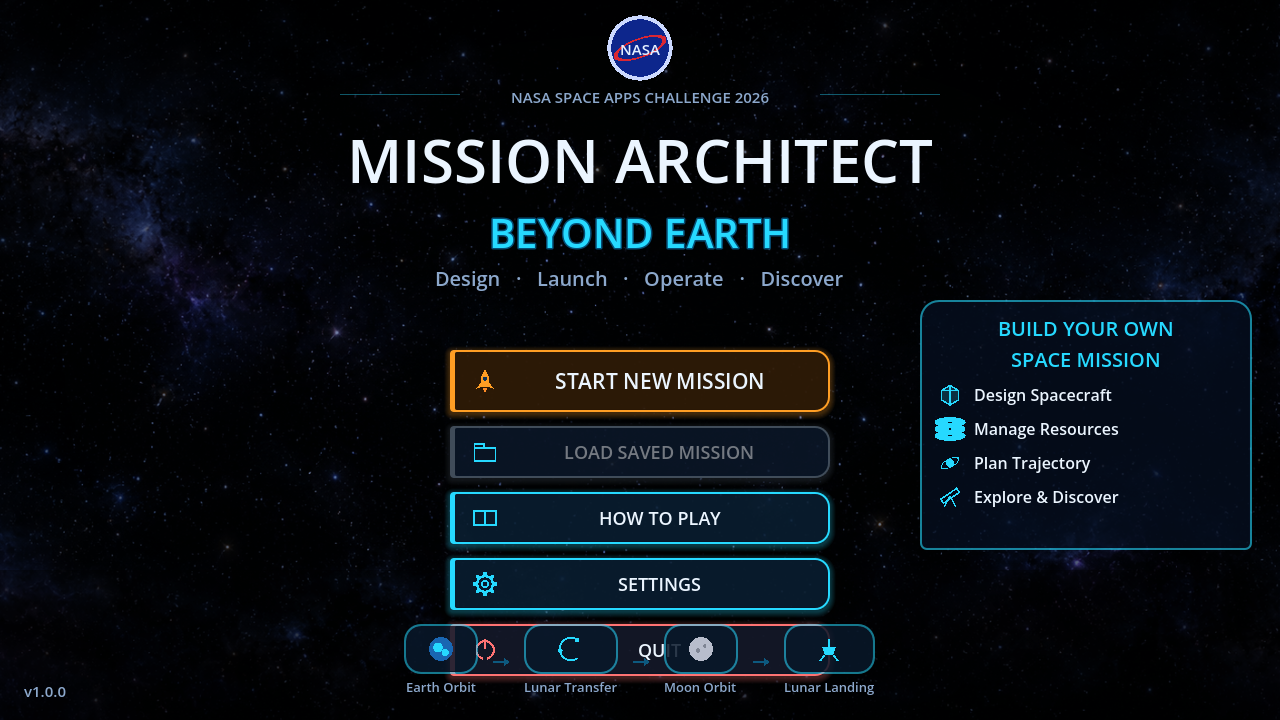 NASA
NASA SPACE APPS CHALLENGE 2026
MISSION ARCHITECT
BEYOND EARTH
Design · Launch · Operate · Discover
BUILD YOUR OWN
SPACE MISSION
Design Spacecraft
Manage Resources
Plan Trajectory
Explore & Discover
START NEW MISSION
LOAD SAVED MISSION
HOW TO PLAY
SETTINGS
QUIT
Earth Orbit
Lunar Transfer
Moon Orbit
Lunar Landing
v1.0.0